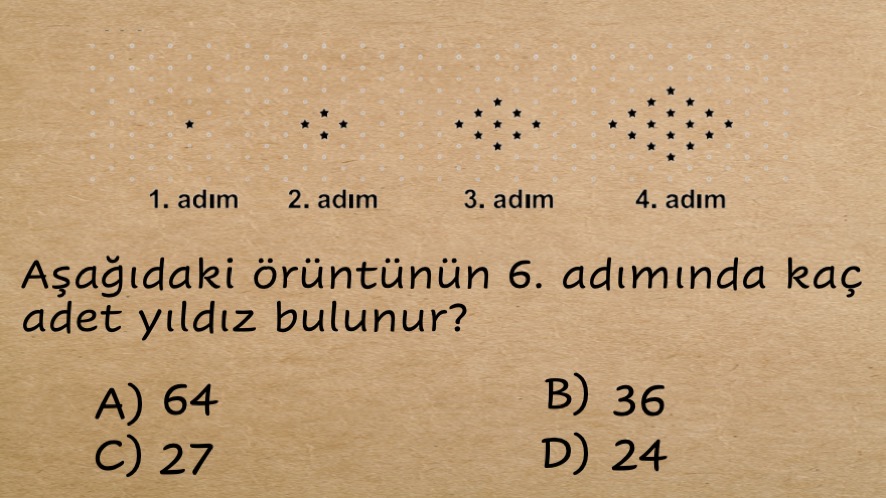 1. adım 2. adım 3. adım 4. adım
Aşağıdaki örüntünün 6. adımında kaç
adet yıldız bulunur?
A) 64 B) 36
C) 27 D) 24